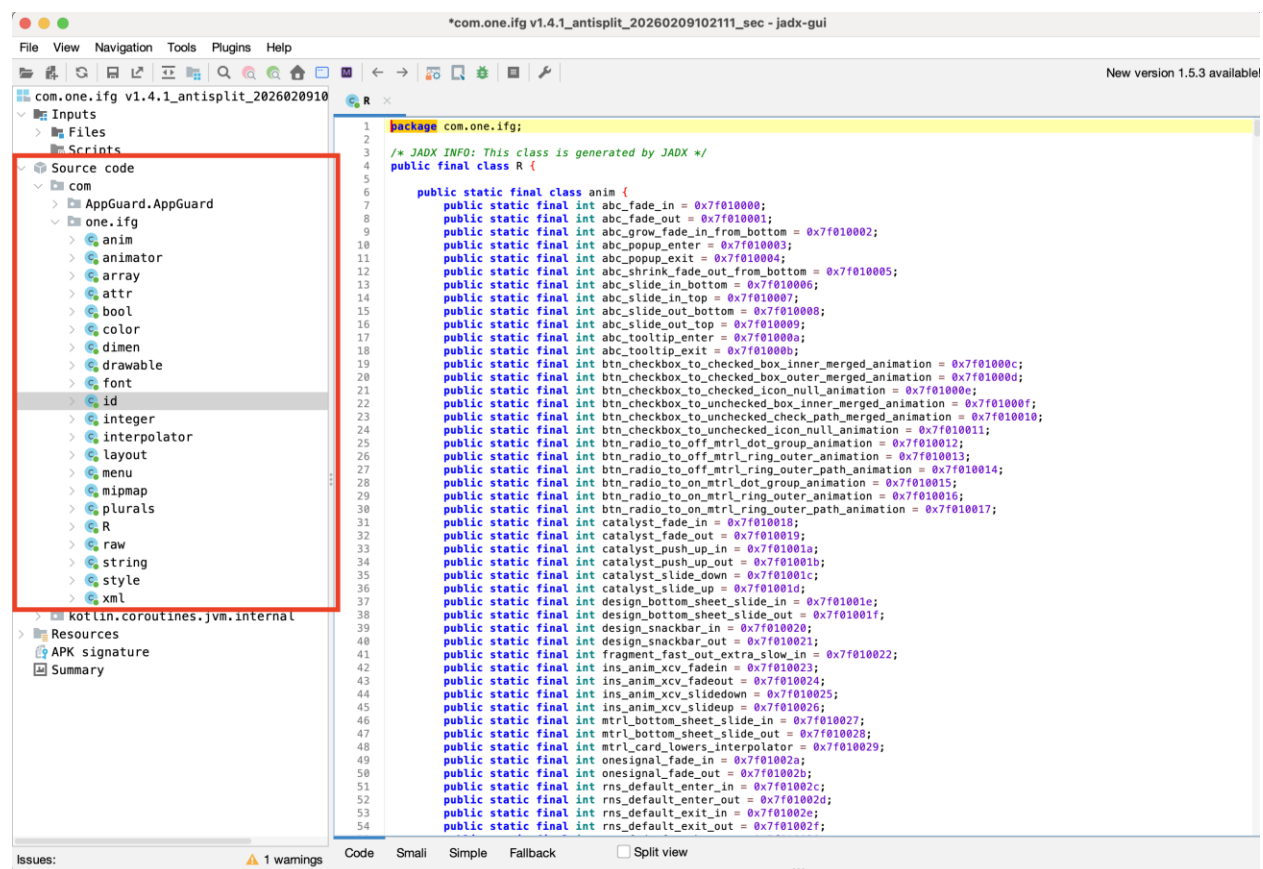 *com.one.ifg v1.4.1_antisplit_20260209102111_sec - jadx-gui
File View Navigation Tools Plugins Help
New version 1.5.3 available!
com.one.ifg v1.4.1_antisplit_2026020910
Inputs
Files
Scripts
Source code
com
AppGuard.AppGuard
one.ifg
anim
animator
array
attr
bool
color
dimen
drawable
font
id
integer
interpolator
layout
menu
mipmap
plurals
R
raw
string
style
xml
kotlin.coroutines.jvm.internal
Resources
APK signature
Summary
Issues: 1 warnings
R
1 package com.one.ifg;
2
3 /* JADX INFO: This class is generated by JADX */
4 public final class R {
5
6 public static final class anim {
7 public static final int abc_fade_in = 0x7f010000;
8 public static final int abc_fade_out = 0x7f010001;
9 public static final int abc_grow_fade_in_from_bottom = 0x7f010002;
10 public static final int abc_popup_enter = 0x7f010003;
11 public static final int abc_popup_exit = 0x7f010004;
12 public static final int abc_shrink_fade_out_from_bottom = 0x7f010005;
13 public static final int abc_slide_in_bottom = 0x7f010006;
14 public static final int abc_slide_in_top = 0x7f010007;
15 public static final int abc_slide_out_bottom = 0x7f010008;
16 public static final int abc_slide_out_top = 0x7f010009;
17 public static final int abc_tooltip_enter = 0x7f01000a;
18 public static final int abc_tooltip_exit = 0x7f01000b;
19 public static final int btn_checkbox_to_checked_box_inner_merged_animation = 0x7f01000c;
20 public static final int btn_checkbox_to_checked_box_outer_merged_animation = 0x7f01000d;
21 public static final int btn_checkbox_to_checked_icon_null_animation = 0x7f01000e;
22 public static final int btn_checkbox_to_unchecked_box_inner_merged_animation = 0x7f01000f;
23 public static final int btn_checkbox_to_unchecked_check_path_merged_animation = 0x7f010010;
24 public static final int btn_checkbox_to_unchecked_icon_null_animation = 0x7f010011;
25 public static final int btn_radio_to_off_mtrl_dot_group_animation = 0x7f010012;
26 public static final int btn_radio_to_off_mtrl_ring_outer_animation = 0x7f010013;
27 public static final int btn_radio_to_off_mtrl_ring_outer_path_animation = 0x7f010014;
28 public static final int btn_radio_to_on_mtrl_dot_group_animation = 0x7f010015;
29 public static final int btn_radio_to_on_mtrl_ring_outer_animation = 0x7f010016;
30 public static final int btn_radio_to_on_mtrl_ring_outer_path_animation = 0x7f010017;
31 public static final int catalyst_fade_in = 0x7f010018;
32 public static final int catalyst_fade_out = 0x7f010019;
33 public static final int catalyst_push_up_in = 0x7f01001a;
34 public static final int catalyst_push_up_out = 0x7f01001b;
35 public static final int catalyst_slide_down = 0x7f01001c;
36 public static final int catalyst_slide_up = 0x7f01001d;
37 public static final int design_bottom_sheet_slide_in = 0x7f01001e;
38 public static final int design_bottom_sheet_slide_out = 0x7f01001f;
39 public static final int design_snackbar_in = 0x7f010020;
40 public static final int design_snackbar_out = 0x7f010021;
41 public static final int fragment_fast_out_extra_slow_in = 0x7f010022;
42 public static final int ins_anim_xcv_fadein = 0x7f010023;
43 public static final int ins_anim_xcv_fadeout = 0x7f010024;
44 public static final int ins_anim_xcv_slidedown = 0x7f010025;
45 public static final int ins_anim_xcv_slideup = 0x7f010026;
46 public static final int mtrl_bottom_sheet_slide_in = 0x7f010027;
47 public static final int mtrl_bottom_sheet_slide_out = 0x7f010028;
48 public static final int mtrl_card_lowers_interpolator = 0x7f010029;
49 public static final int onesignal_fade_in = 0x7f01002a;
50 public static final int onesignal_fade_out = 0x7f01002b;
51 public static final int rns_default_enter_in = 0x7f01002c;
52 public static final int rns_default_enter_out = 0x7f01002d;
53 public static final int rns_default_exit_in = 0x7f01002e;
54 public static final int rns_default_exit_out = 0x7f01002f;
Code Smali Simple Fallback Split view